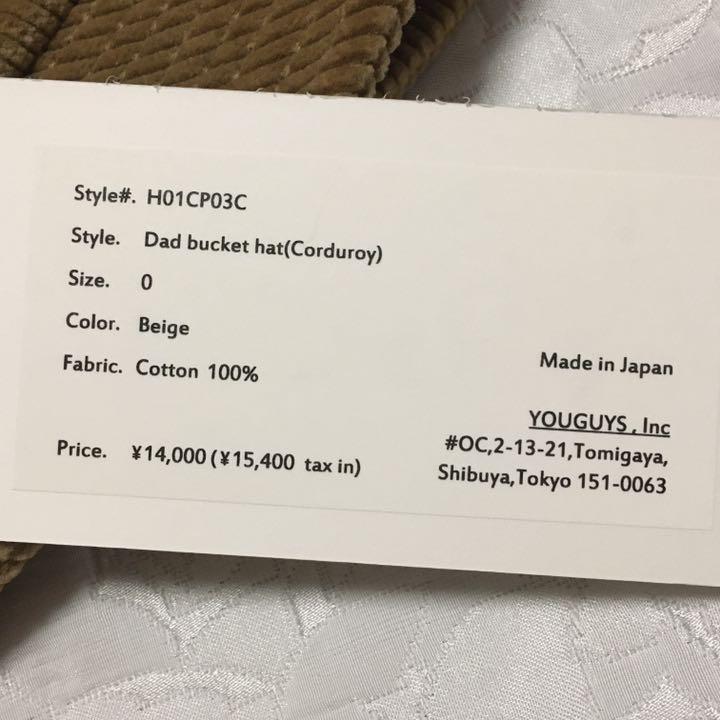 Style#. H01CP03C
Style. Dad bucket hat(Corduroy)
Size. 0
Color. Beige
Fabric. Cotton 100%
Price. ¥14,000 (¥15,400 tax in)
Made in Japan
YOUGUYS , Inc
#OC,2-13-21,Tomigaya,
Shibuya,Tokyo 151-0063